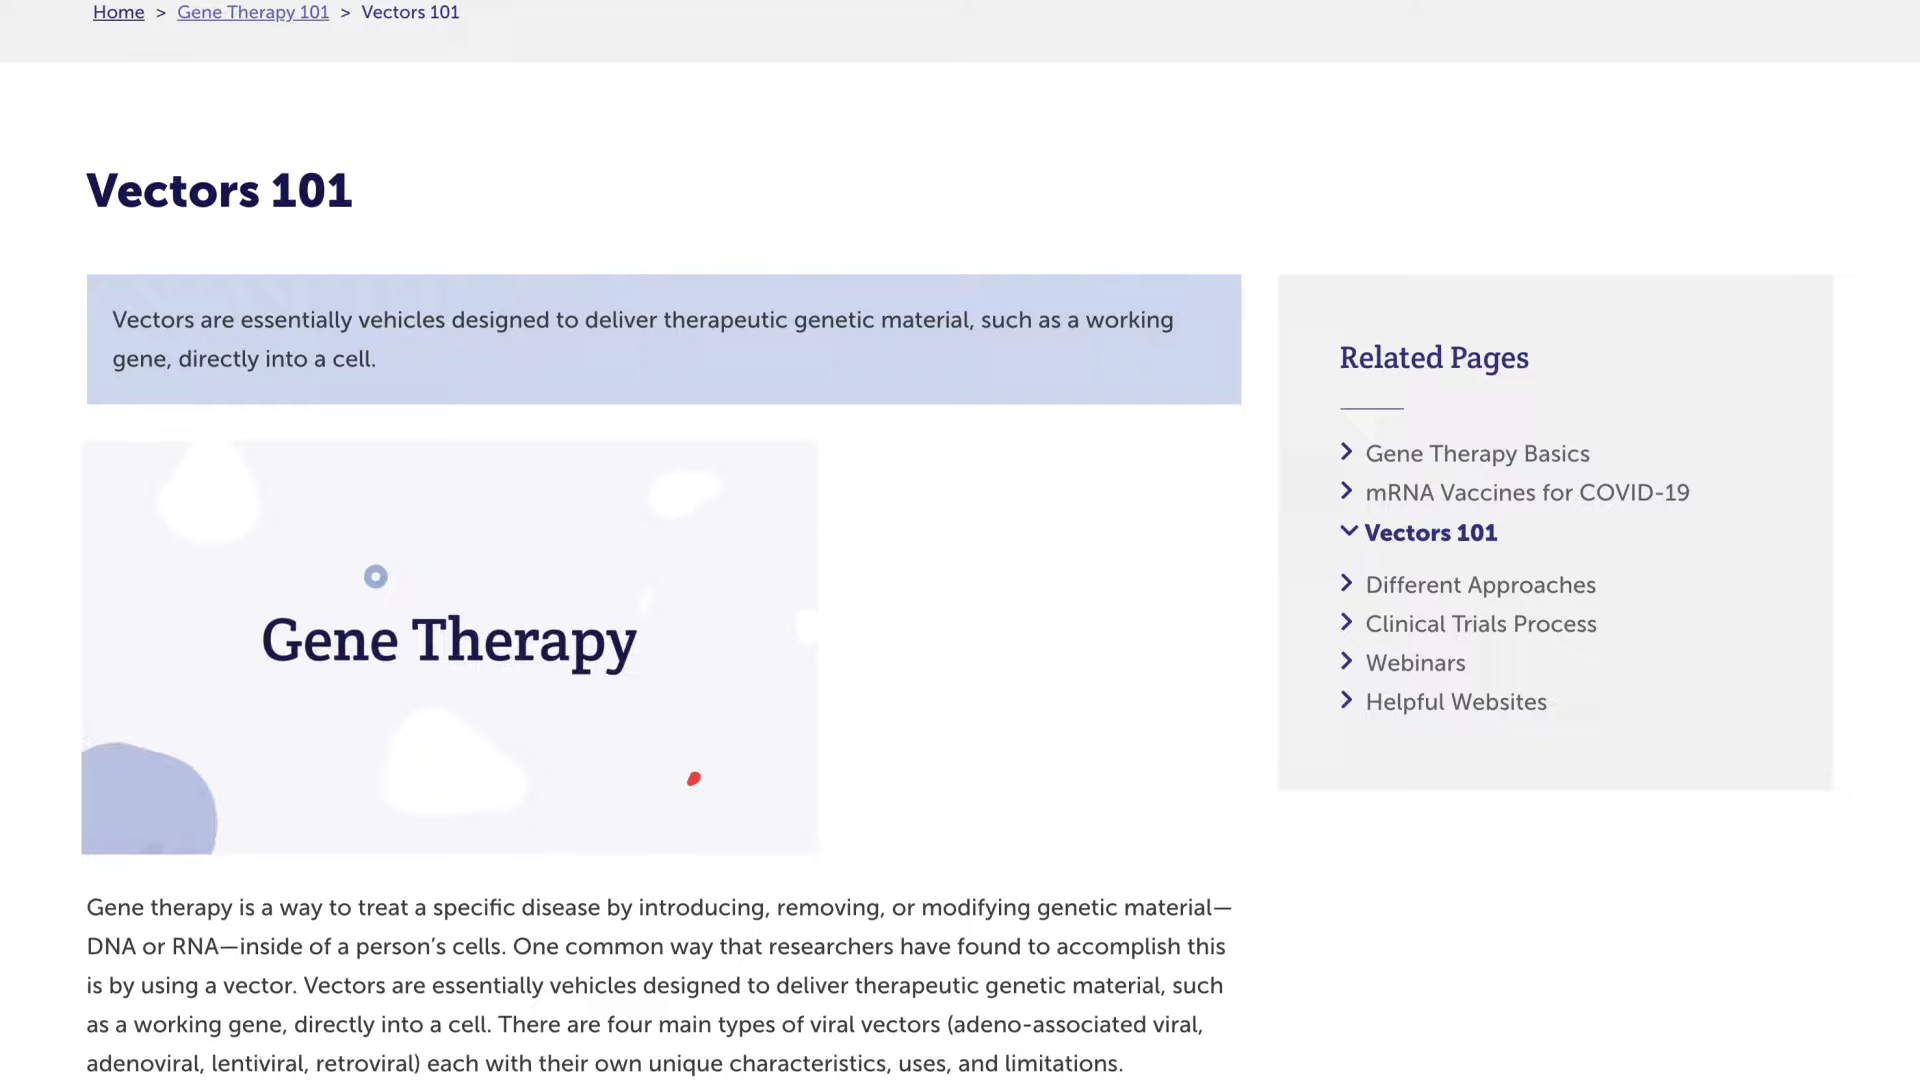 Home > Gene Therapy 101 > Vectors 101
Vectors 101
Vectors are essentially vehicles designed to deliver therapeutic genetic material, such as a working
gene, directly into a cell.
Gene Therapy
Gene therapy is a way to treat a specific disease by introducing, removing, or modifying genetic material—
DNA or RNA—inside of a person’s cells. One common way that researchers have found to accomplish this
is by using a vector. Vectors are essentially vehicles designed to deliver therapeutic genetic material, such
as a working gene, directly into a cell. There are four main types of viral vectors (adeno-associated viral,
adenoviral, lentiviral, retroviral) each with their own unique characteristics, uses, and limitations.
Related Pages
Gene Therapy Basics
mRNA Vaccines for COVID-19
Vectors 101
Different Approaches
Clinical Trials Process
Webinars
Helpful Websites